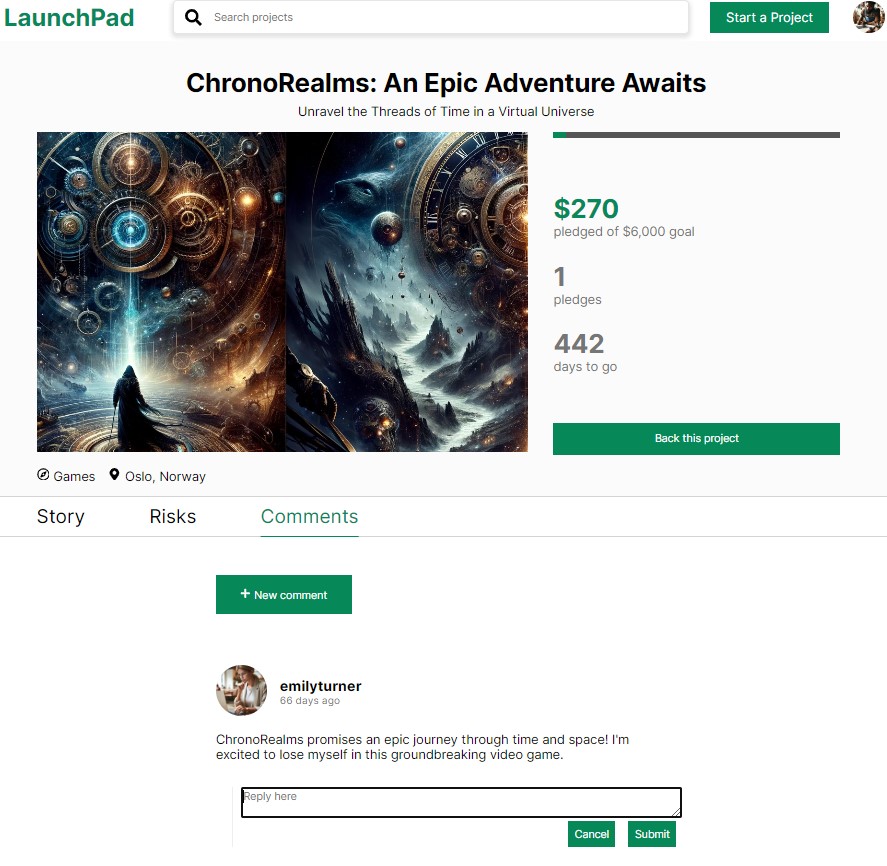 LaunchPad
Search projects
Start a Project
ChronoRealms: An Epic Adventure Awaits
Unravel the Threads of Time in a Virtual Universe
$270
pledged of $6,000 goal
1
pledges
442
days to go
Back this project
Games
Oslo, Norway
Story
Risks
Comments
+ New comment
emilyturner
66 days ago
ChronoRealms promises an epic journey through time and space! I'm
excited to lose myself in this groundbreaking video game.
Reply here
Cancel
Submit